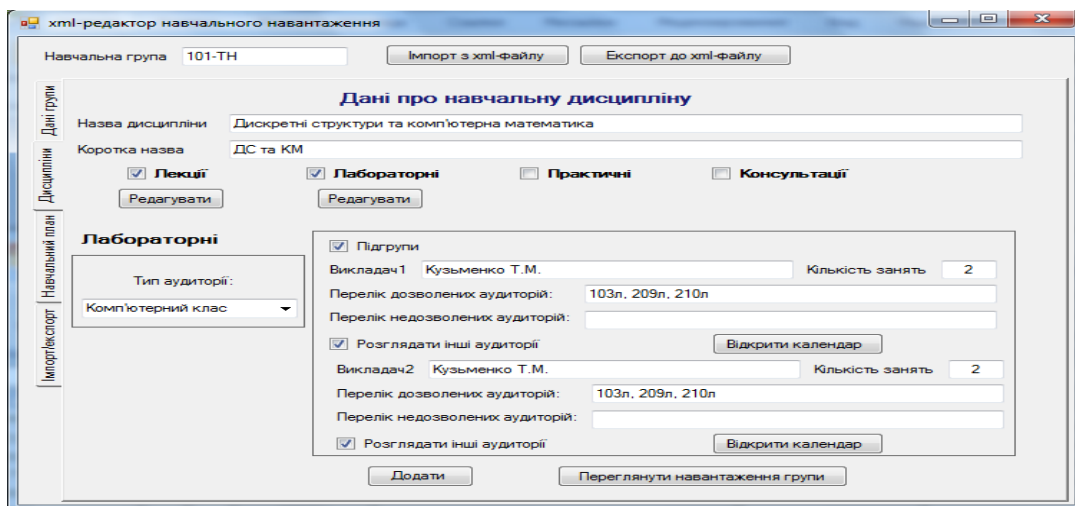 xml-редактор навчального навантаження
Навчальна група 101-ТН Імпорт з xml-файлу Експорт до xml-файлу
Дані групи
Дисципліни
Навчальний план
Імпорт/експорт
Дані про навчальну дисципліну
Назва дисципліни Дискретні структури та комп'ютерна математика
Коротка назва ДС та КМ
Лекції Лабораторні Практичні Консультації
Редагувати Редагувати
Лабораторні
Тип аудиторії:
Комп'ютерний клас
Підгрупи
Викладач1 Кузьменко Т.М. Кількість занять 2
Перелік дозволених аудиторій: 103л, 209л, 210л
Перелік недозволених аудиторій:
Розглядати інші аудиторії Відкрити календар
Викладач2 Кузьменко Т.М. Кількість занять 2
Перелік дозволених аудиторій: 103л, 209л, 210л
Перелік недозволених аудиторій:
Розглядати інші аудиторії Відкрити календар
Додати Переглянути навантаження групи